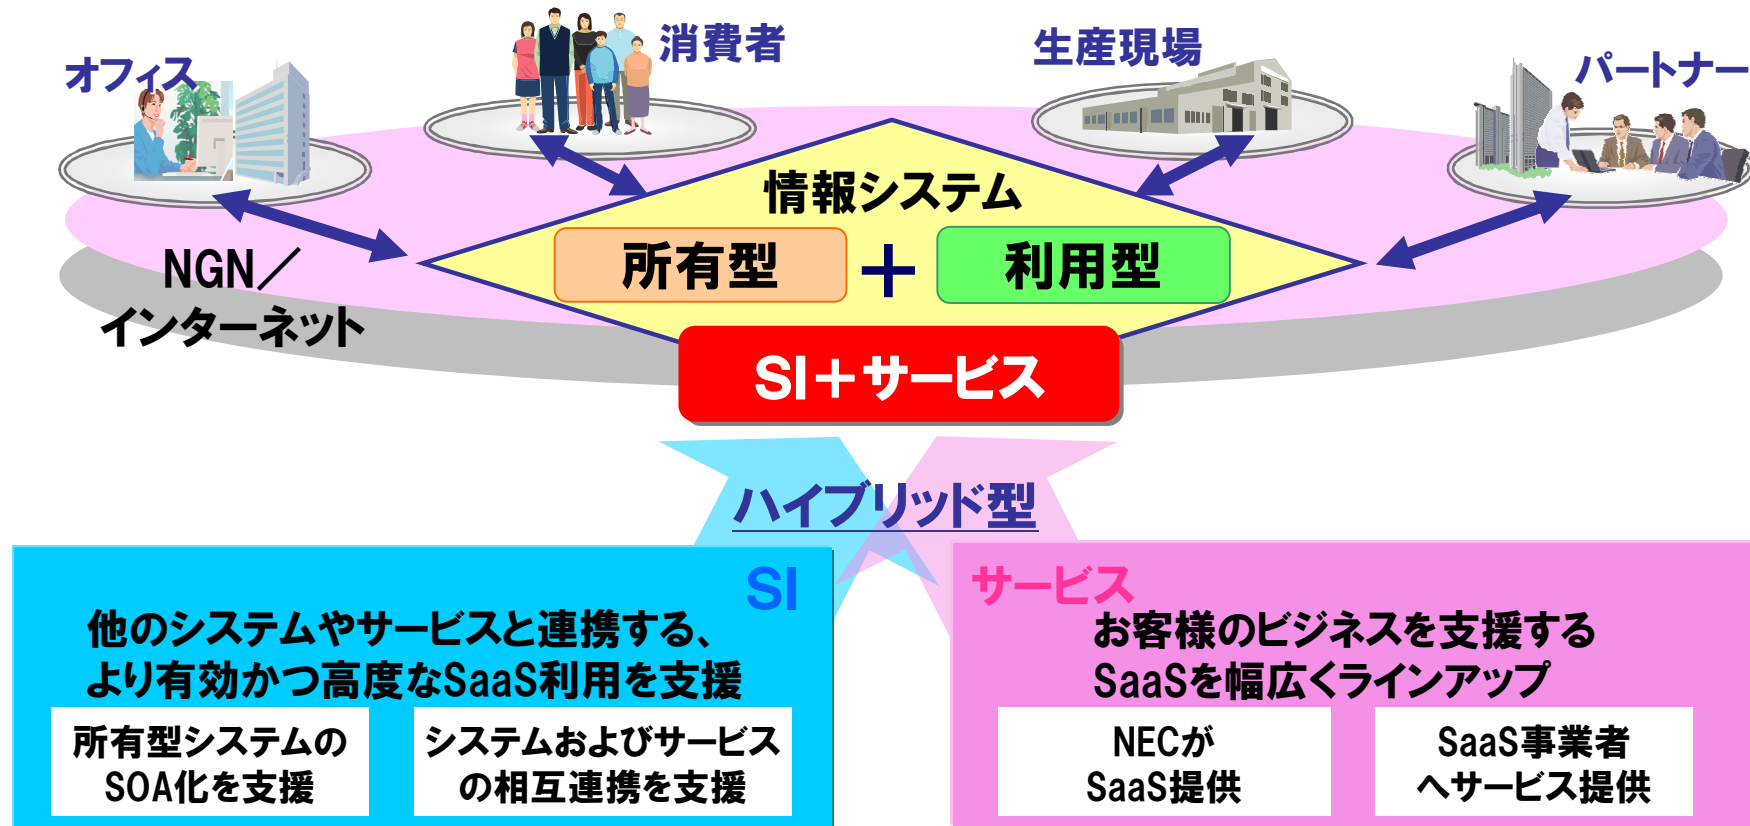 オフィス
消費者
生産現場
パートナー
情報システム
所有型
+
利用型
NGN／
インターネット
SI＋サービス
ハイブリッド型
SI
他のシステムやサービスと連携する、
より有効かつ高度なSaaS利用を支援
所有型システムの
SOA化を支援
システムおよびサービス
の相互連携を支援
サービス
お客様のビジネスを支援する
SaaSを幅広くラインアップ
NECが
SaaS提供
SaaS事業者
へサービス提供